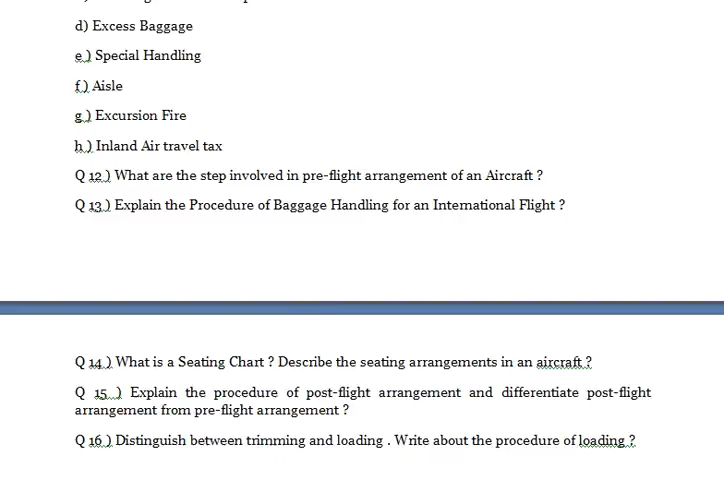 d) Excess Baggage
e.) Special Handling
f.) Aisle
g.) Excursion Fire
h.) Inland Air travel tax
Q 12.) What are the step involved in pre-flight arrangement of an Aircraft ?
Q 13.) Explain the Procedure of Baggage Handling for an International Flight ?
Q 14.) What is a Seating Chart ? Describe the seating arrangements in an aircraft ?
Q 15..) Explain the procedure of post-flight arrangement and differentiate post-flight
arrangement from pre-flight arrangement ?
Q 16.) Distinguish between trimming and loading . Write about the procedure of loading ?